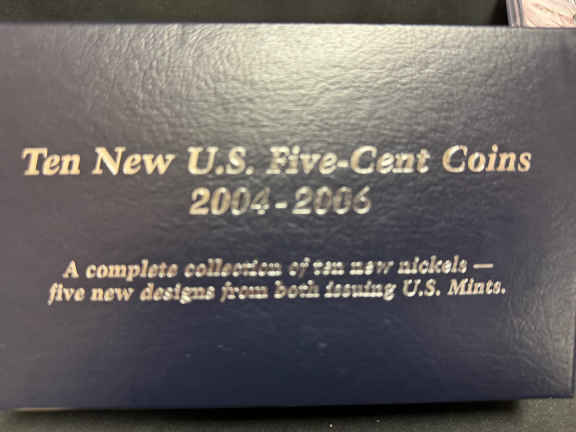 Ten New U.S. Five-Cent Coins
2004-2006
A complete collection of ten new nickels —
five new designs from both issuing U.S. Mints.